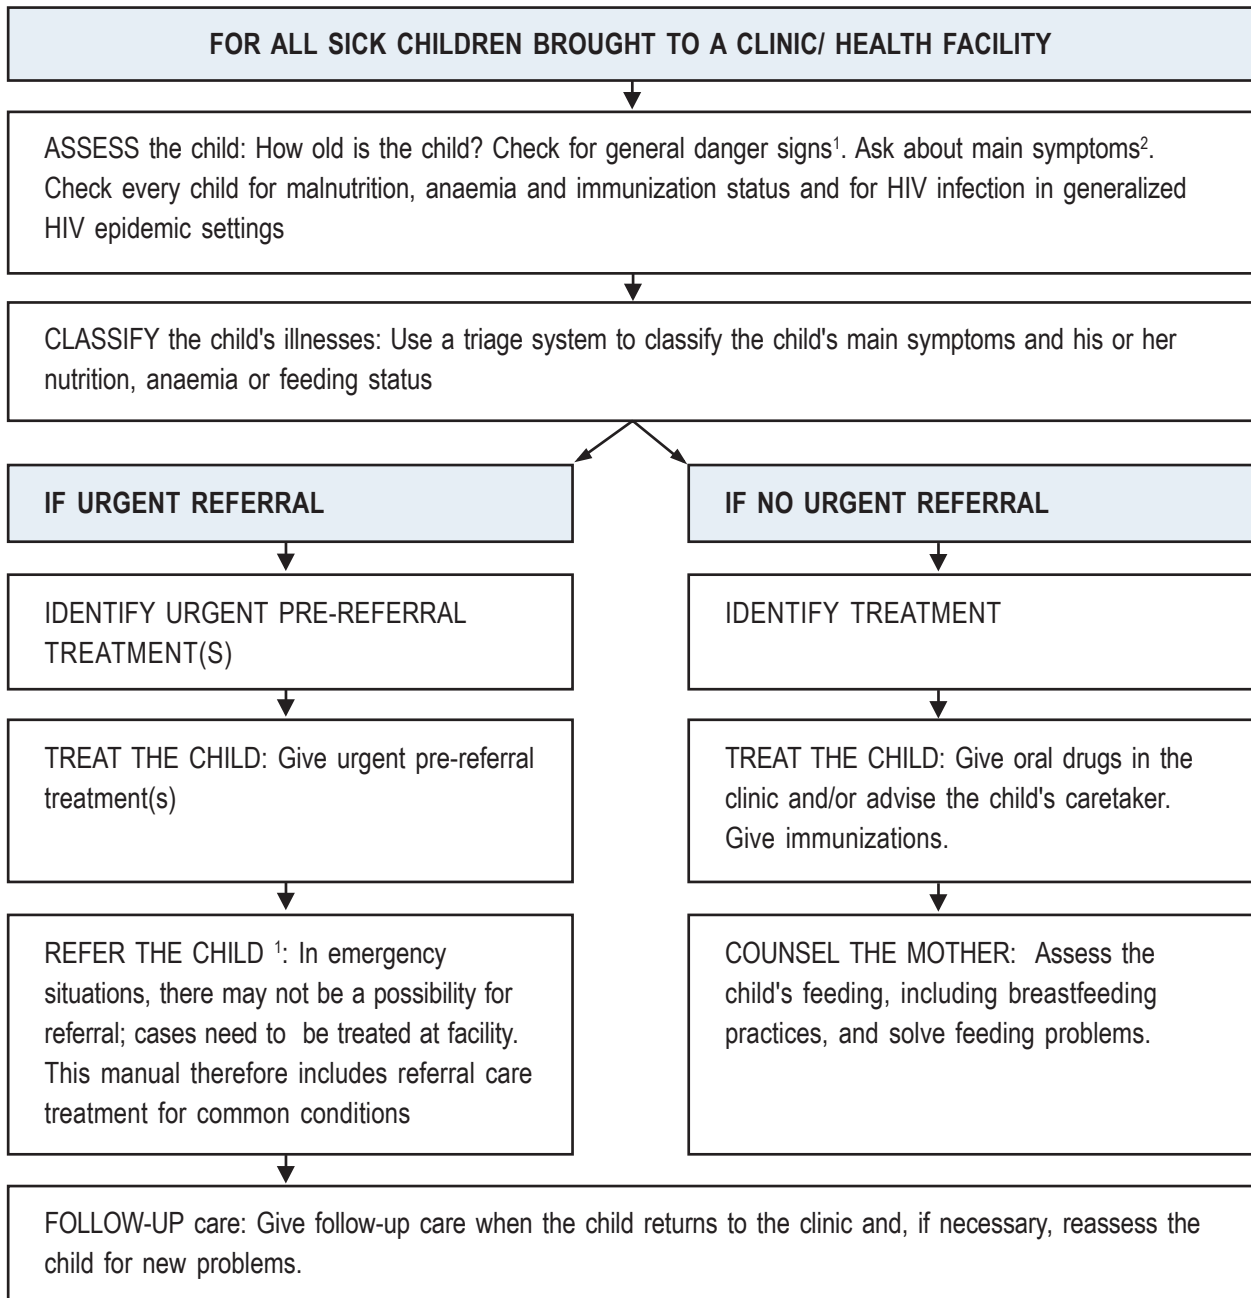 FOR ALL SICK CHILDREN BROUGHT TO A CLINIC/ HEALTH FACILITY
ASSESS the child: How old is the child? Check for general danger signs¹. Ask about main symptoms².
Check every child for malnutrition, anaemia and immunization status and for HIV infection in generalized
HIV epidemic settings
CLASSIFY the child's illnesses: Use a triage system to classify the child's main symptoms and his or her
nutrition, anaemia or feeding status
IF URGENT REFERRAL
IDENTIFY URGENT PRE-REFERRAL
TREATMENT(S)
TREAT THE CHILD: Give urgent pre-referral
treatment(s)
REFER THE CHILD ¹: In emergency
situations, there may not be a possibility for
referral; cases need to be treated at facility.
This manual therefore includes referral care
treatment for common conditions
IF NO URGENT REFERRAL
IDENTIFY TREATMENT
TREAT THE CHILD: Give oral drugs in the
clinic and/or advise the child's caretaker.
Give immunizations.
COUNSEL THE MOTHER: Assess the
child's feeding, including breastfeeding
practices, and solve feeding problems.
FOLLOW-UP care: Give follow-up care when the child returns to the clinic and, if necessary, reassess the
child for new problems.